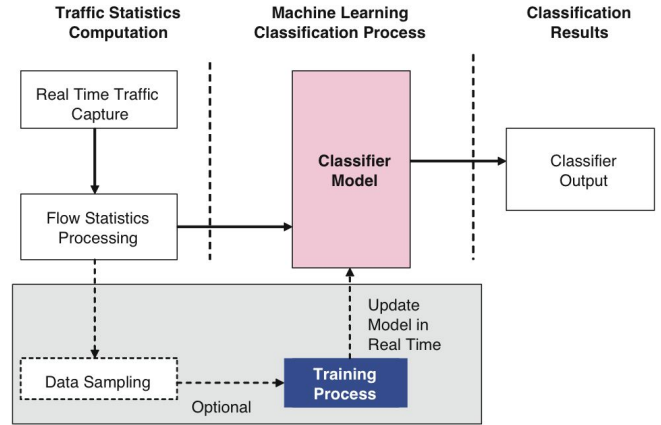 Traffic Statistics
Computation
Machine Learning
Classification Process
Classification
Results
Real Time Traffic
Capture
Classifier
Model
Classifier
Output
Flow Statistics
Processing
Update
Model in
Real Time
Data Sampling
Optional
Training
Process